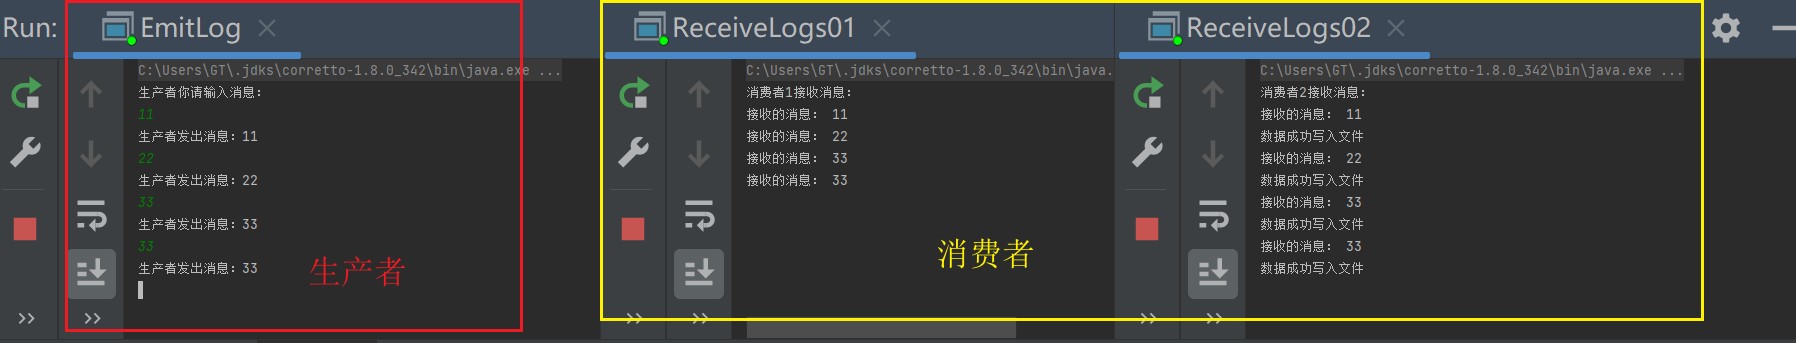 Run:
EmitLog
C:\Users\GT\.jdks\corretto-1.8.0_342\bin\java.exe ...
生产者你请输入消息：
11
生产者发出消息：11
22
生产者发出消息：22
33
生产者发出消息：33
33
生产者发出消息：33
生产者
ReceiveLogs01
C:\Users\GT\.jdks\corretto-1.8.0_342\bin\java.
消费者1接收消息：
接收的消息： 11
接收的消息： 22
接收的消息： 33
接收的消息： 33
消费者
ReceiveLogs02
C:\Users\GT\.jdks\corretto-1.8.0_342\bin\java.exe ...
消费者2接收消息：
接收的消息： 11
数据成功写入文件
接收的消息： 22
数据成功写入文件
接收的消息： 33
数据成功写入文件
接收的消息： 33
数据成功写入文件